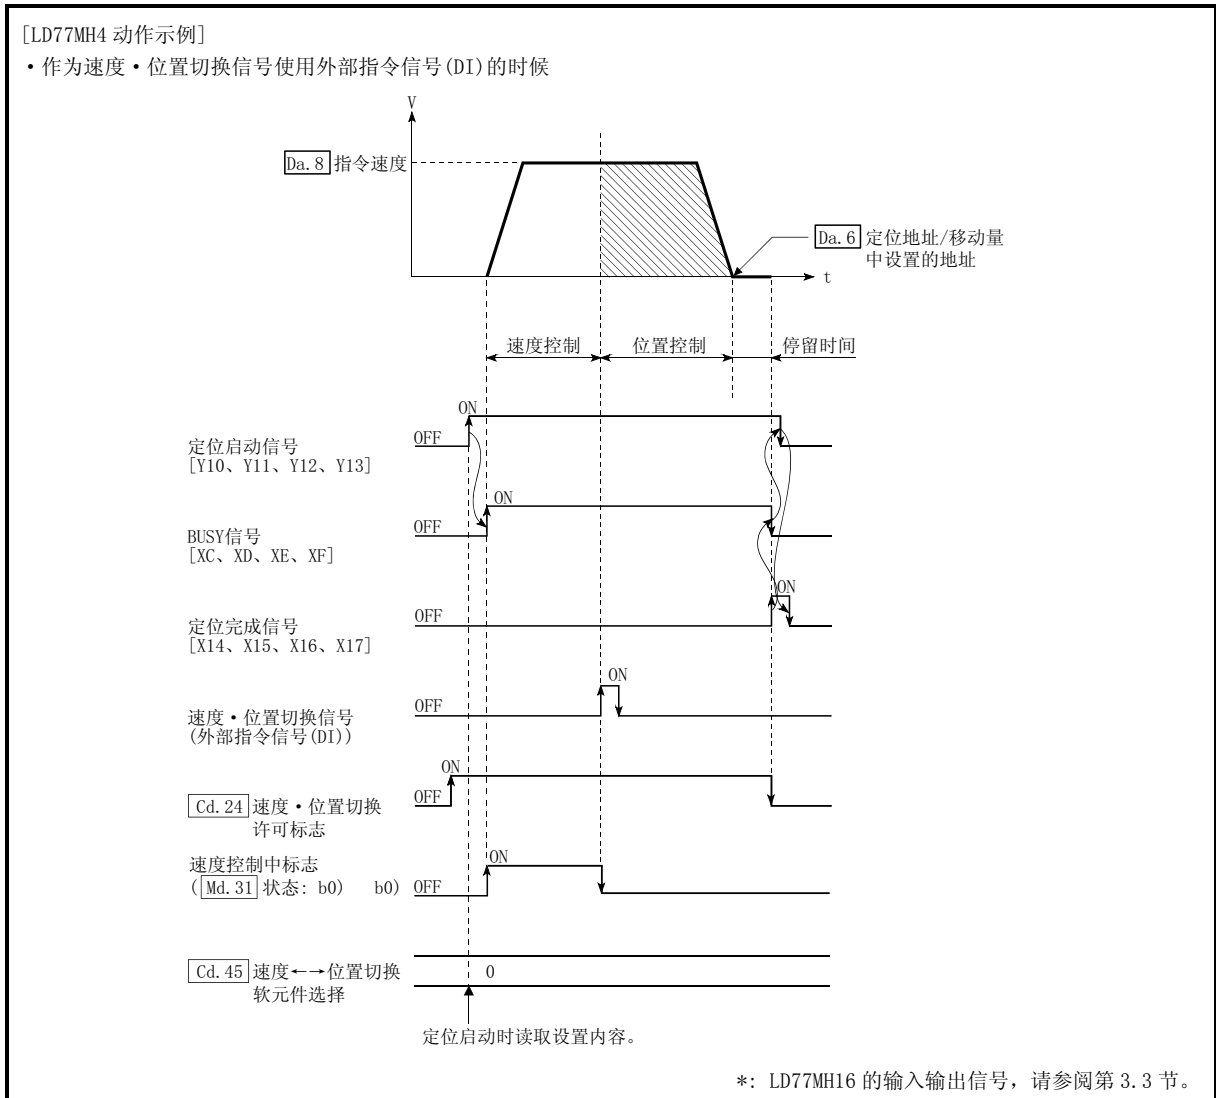 [LD77MH4 动作示例]
・作为速度・位置切换信号使用外部指令信号(DI)的时候
V
Da.8 指令速度
Da.6 定位地址/移动量
中设置的地址
t
速度控制 位置控制 停留时间
ON
OFF
定位启动信号
[Y10、Y11、Y12、Y13]
ON
OFF
BUSY信号
[XC、XD、XE、XF]
ON
OFF
定位完成信号
[X14、X15、X16、X17]
ON
OFF
速度・位置切换信号
(外部指令信号(DI))
ON
OFF
Cd.24 速度・位置切换
许可标志
速度控制中标志
ON
(Md.31 状态: b0) b0) OFF
Cd.45 速度←→位置切换 0
软元件选择
定位启动时读取设置内容。
*: LD77MH16 的输入输出信号，请参阅第 3.3 节。